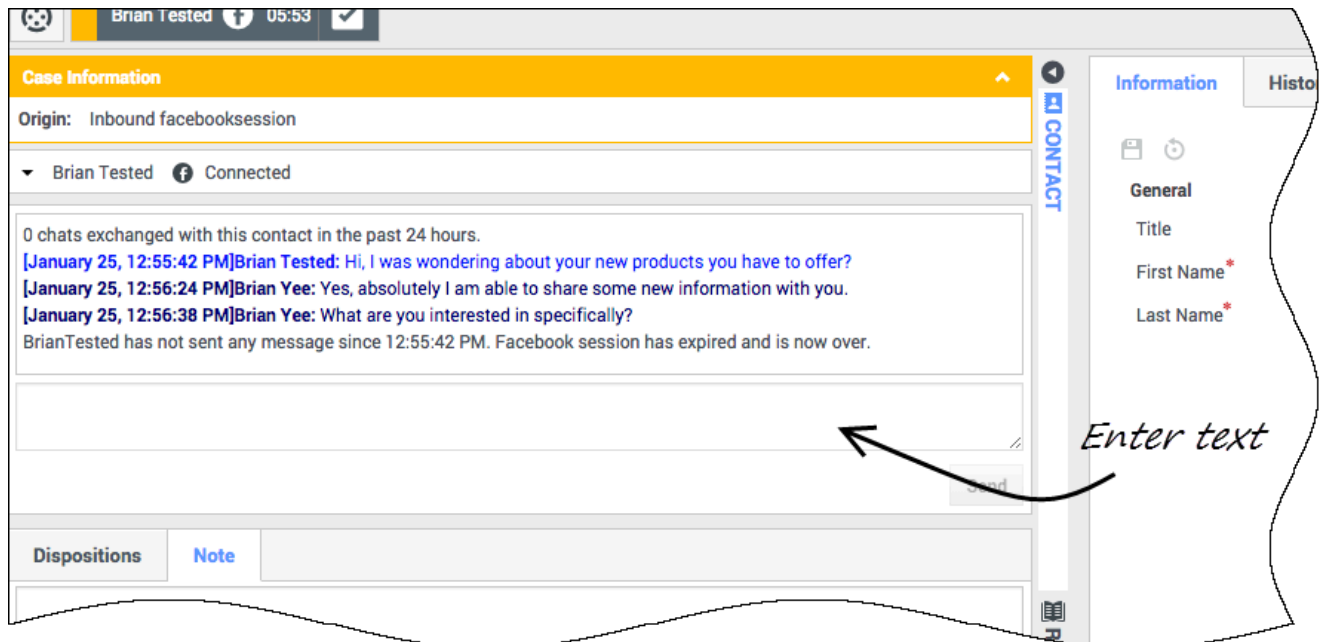 Brian Tested 05:53
Case Information
Origin: Inbound facebooksession
Brian Tested Connected
0 chats exchanged with this contact in the past 24 hours.
[January 25, 12:55:42 PM]Brian Tested: Hi, I was wondering about your new products you have to offer?
[January 25, 12:56:24 PM]Brian Yee: Yes, absolutely I am able to share some new information with you.
[January 25, 12:56:38 PM]Brian Yee: What are you interested in specifically?
BrianTested has not sent any message since 12:55:42 PM. Facebook session has expired and is now over.
Send
Dispositions Note
CONTACT
R
Information Histo
General
Title
First Name*
Last Name*
Enter text